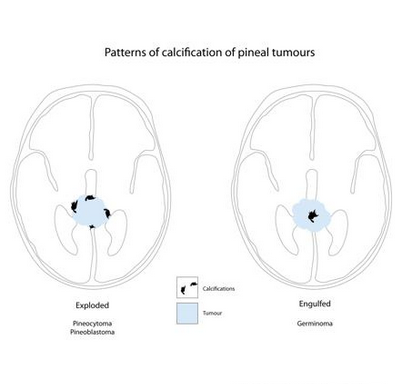 Patterns of calcification of pineal tumours
Exploded
Pineocytoma
Pineoblastoma
Calcifications
Tumour
Engulfed
Germinoma